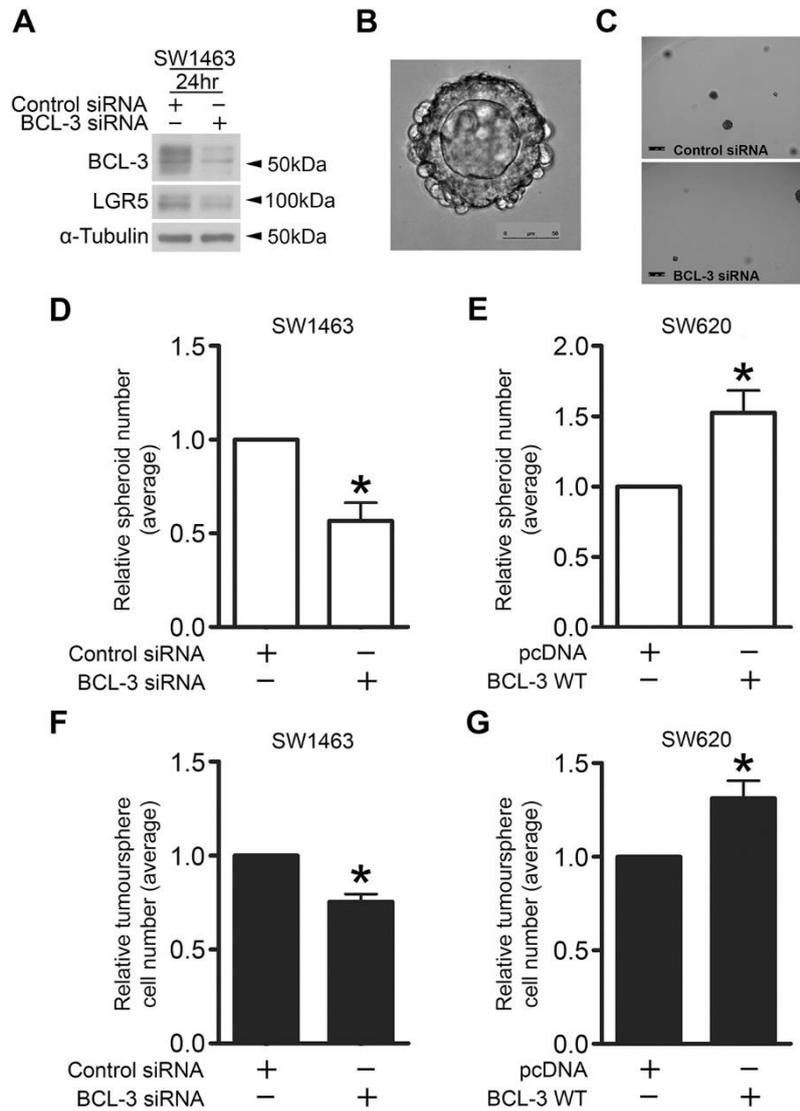 A
SW1463
24hr
Control siRNA + −
BCL-3 siRNA − +
BCL-3 50kDa
LGR5 100kDa
α-Tubulin 50kDa
B
0 µm 50
C
Control siRNA
BCL-3 siRNA
D
SW1463
Relative spheroid number
(average)
1.5
1.0
0.5
0.0
*
Control siRNA + −
BCL-3 siRNA − +
E
SW620
Relative spheroid number
(average)
2.0
1.5
1.0
0.5
0.0
*
pcDNA + −
BCL-3 WT − +
F
SW1463
Relative tumoursphere
cell number (average)
1.5
1.0
0.5
0.0
*
Control siRNA + −
BCL-3 siRNA − +
G
SW620
Relative tumoursphere
cell number (average)
1.5
1.0
0.5
0.0
*
pcDNA + −
BCL-3 WT − +